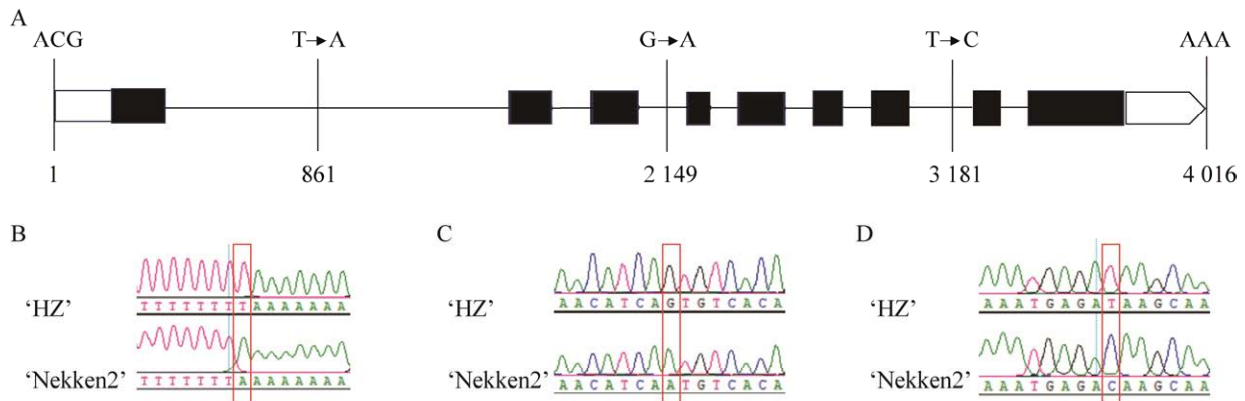 A
ACG T→A G→A T→C AAA
1 861 2 149 3 181 4 016
B C D
TTTTTTTTAAAAAAA AACATCAGTGTCACA AAATGAGATAAGCAA
‘HZ’ ‘HZ’ ‘HZ’
TTTTTTTAAAAAAAA AACATCAATGTCACA AAATGAGACAAGCAA
‘Nekken2’ ‘Nekken2’ ‘Nekken2’